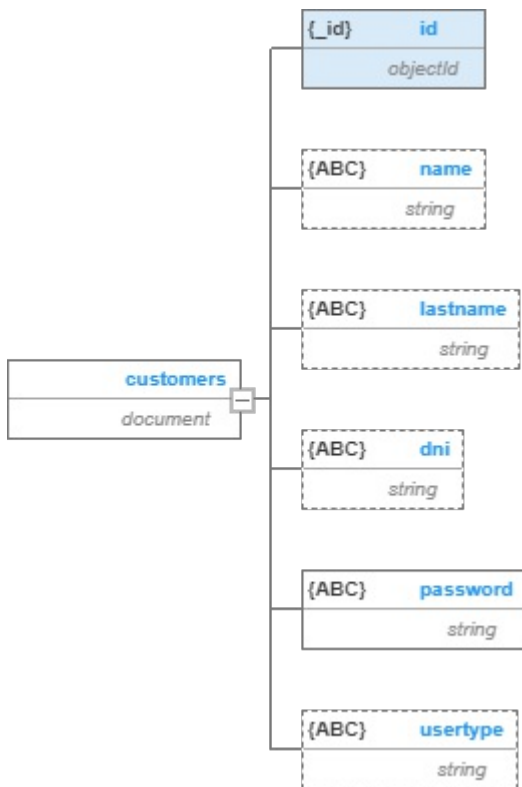 {_id} id
objectId
{ABC} name
string
{ABC} lastname
string
customers
document
{ABC} dni
string
{ABC} password
string
{ABC} usertype
string